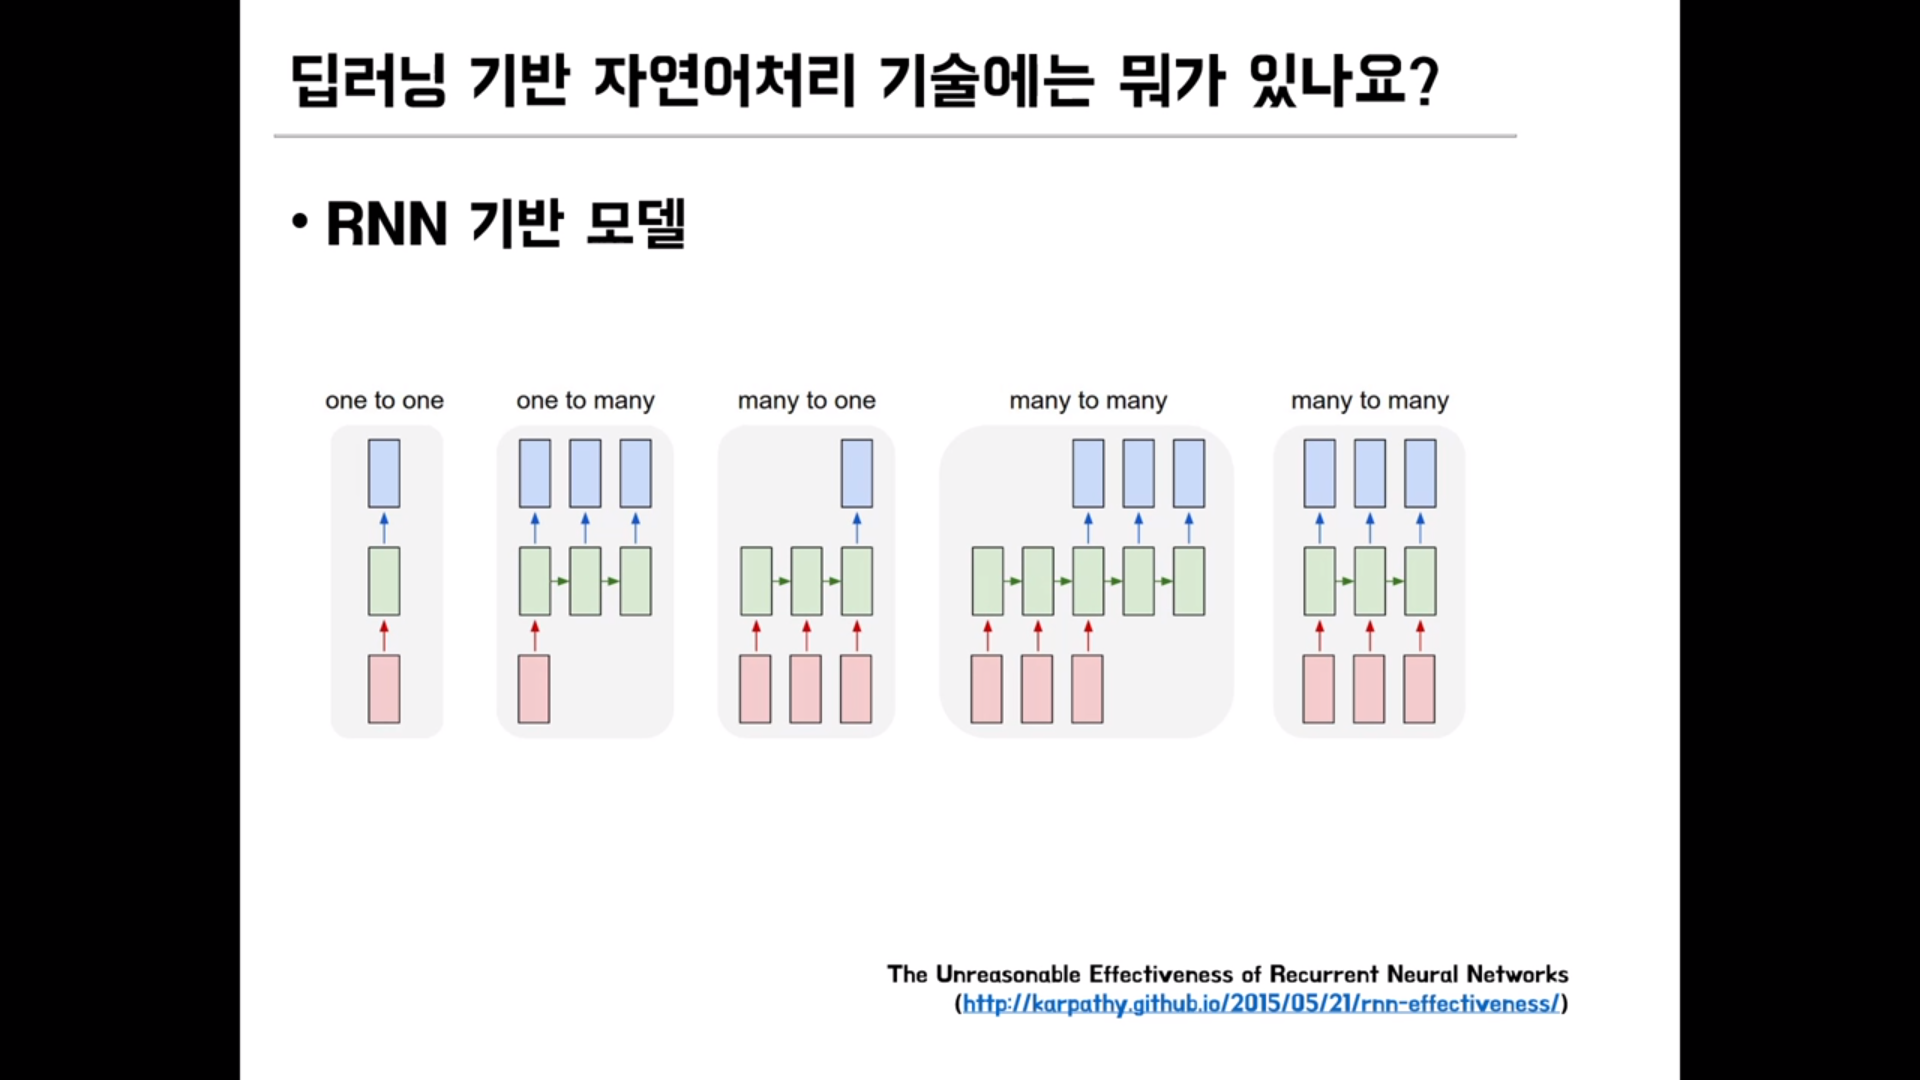 딥러닝 기반 자연어처리 기술에는 뭐가 있나요?
• RNN 기반 모델
one to one one to many many to one many to many many to many
The Unreasonable Effectiveness of Recurrent Neural Networks
(http://karpathy.github.io/2015/05/21/rnn-effectiveness/)